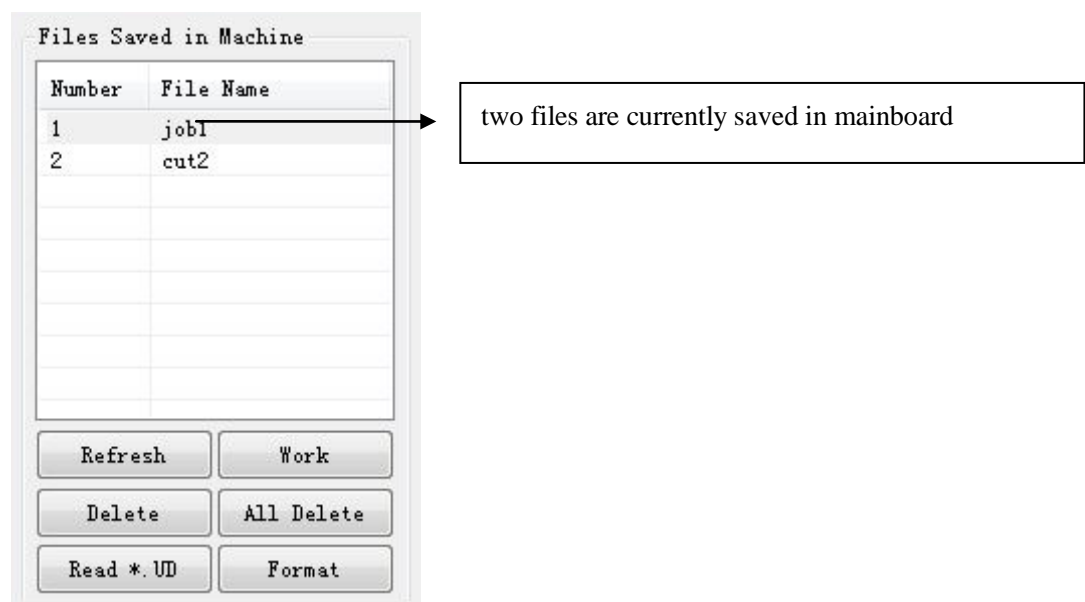 Files Saved in Machine
Number File Name
1 job1
2 cut2
Refresh Work
Delete All Delete
Read *.UD Format
two files are currently saved in mainboard